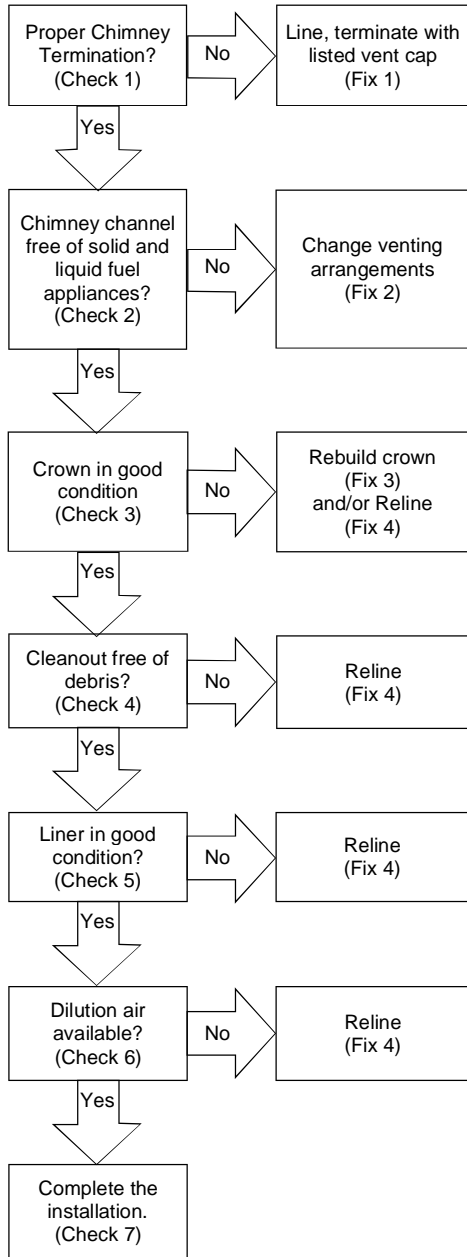 Proper Chimney
Termination?
(Check 1)
No
Line, terminate with
listed vent cap
(Fix 1)
Yes
Chimney channel
free of solid and
liquid fuel
appliances?
(Check 2)
No
Change venting
arrangements
(Fix 2)
Yes
Crown in good
condition
(Check 3)
No
Rebuild crown
(Fix 3)
and/or Reline
(Fix 4)
Yes
Cleanout free of
debris?
(Check 4)
No
Reline
(Fix 4)
Yes
Liner in good
condition?
(Check 5)
No
Reline
(Fix 4)
Yes
Dilution air
available?
(Check 6)
No
Reline
(Fix 4)
Yes
Complete the
installation.
(Check 7)